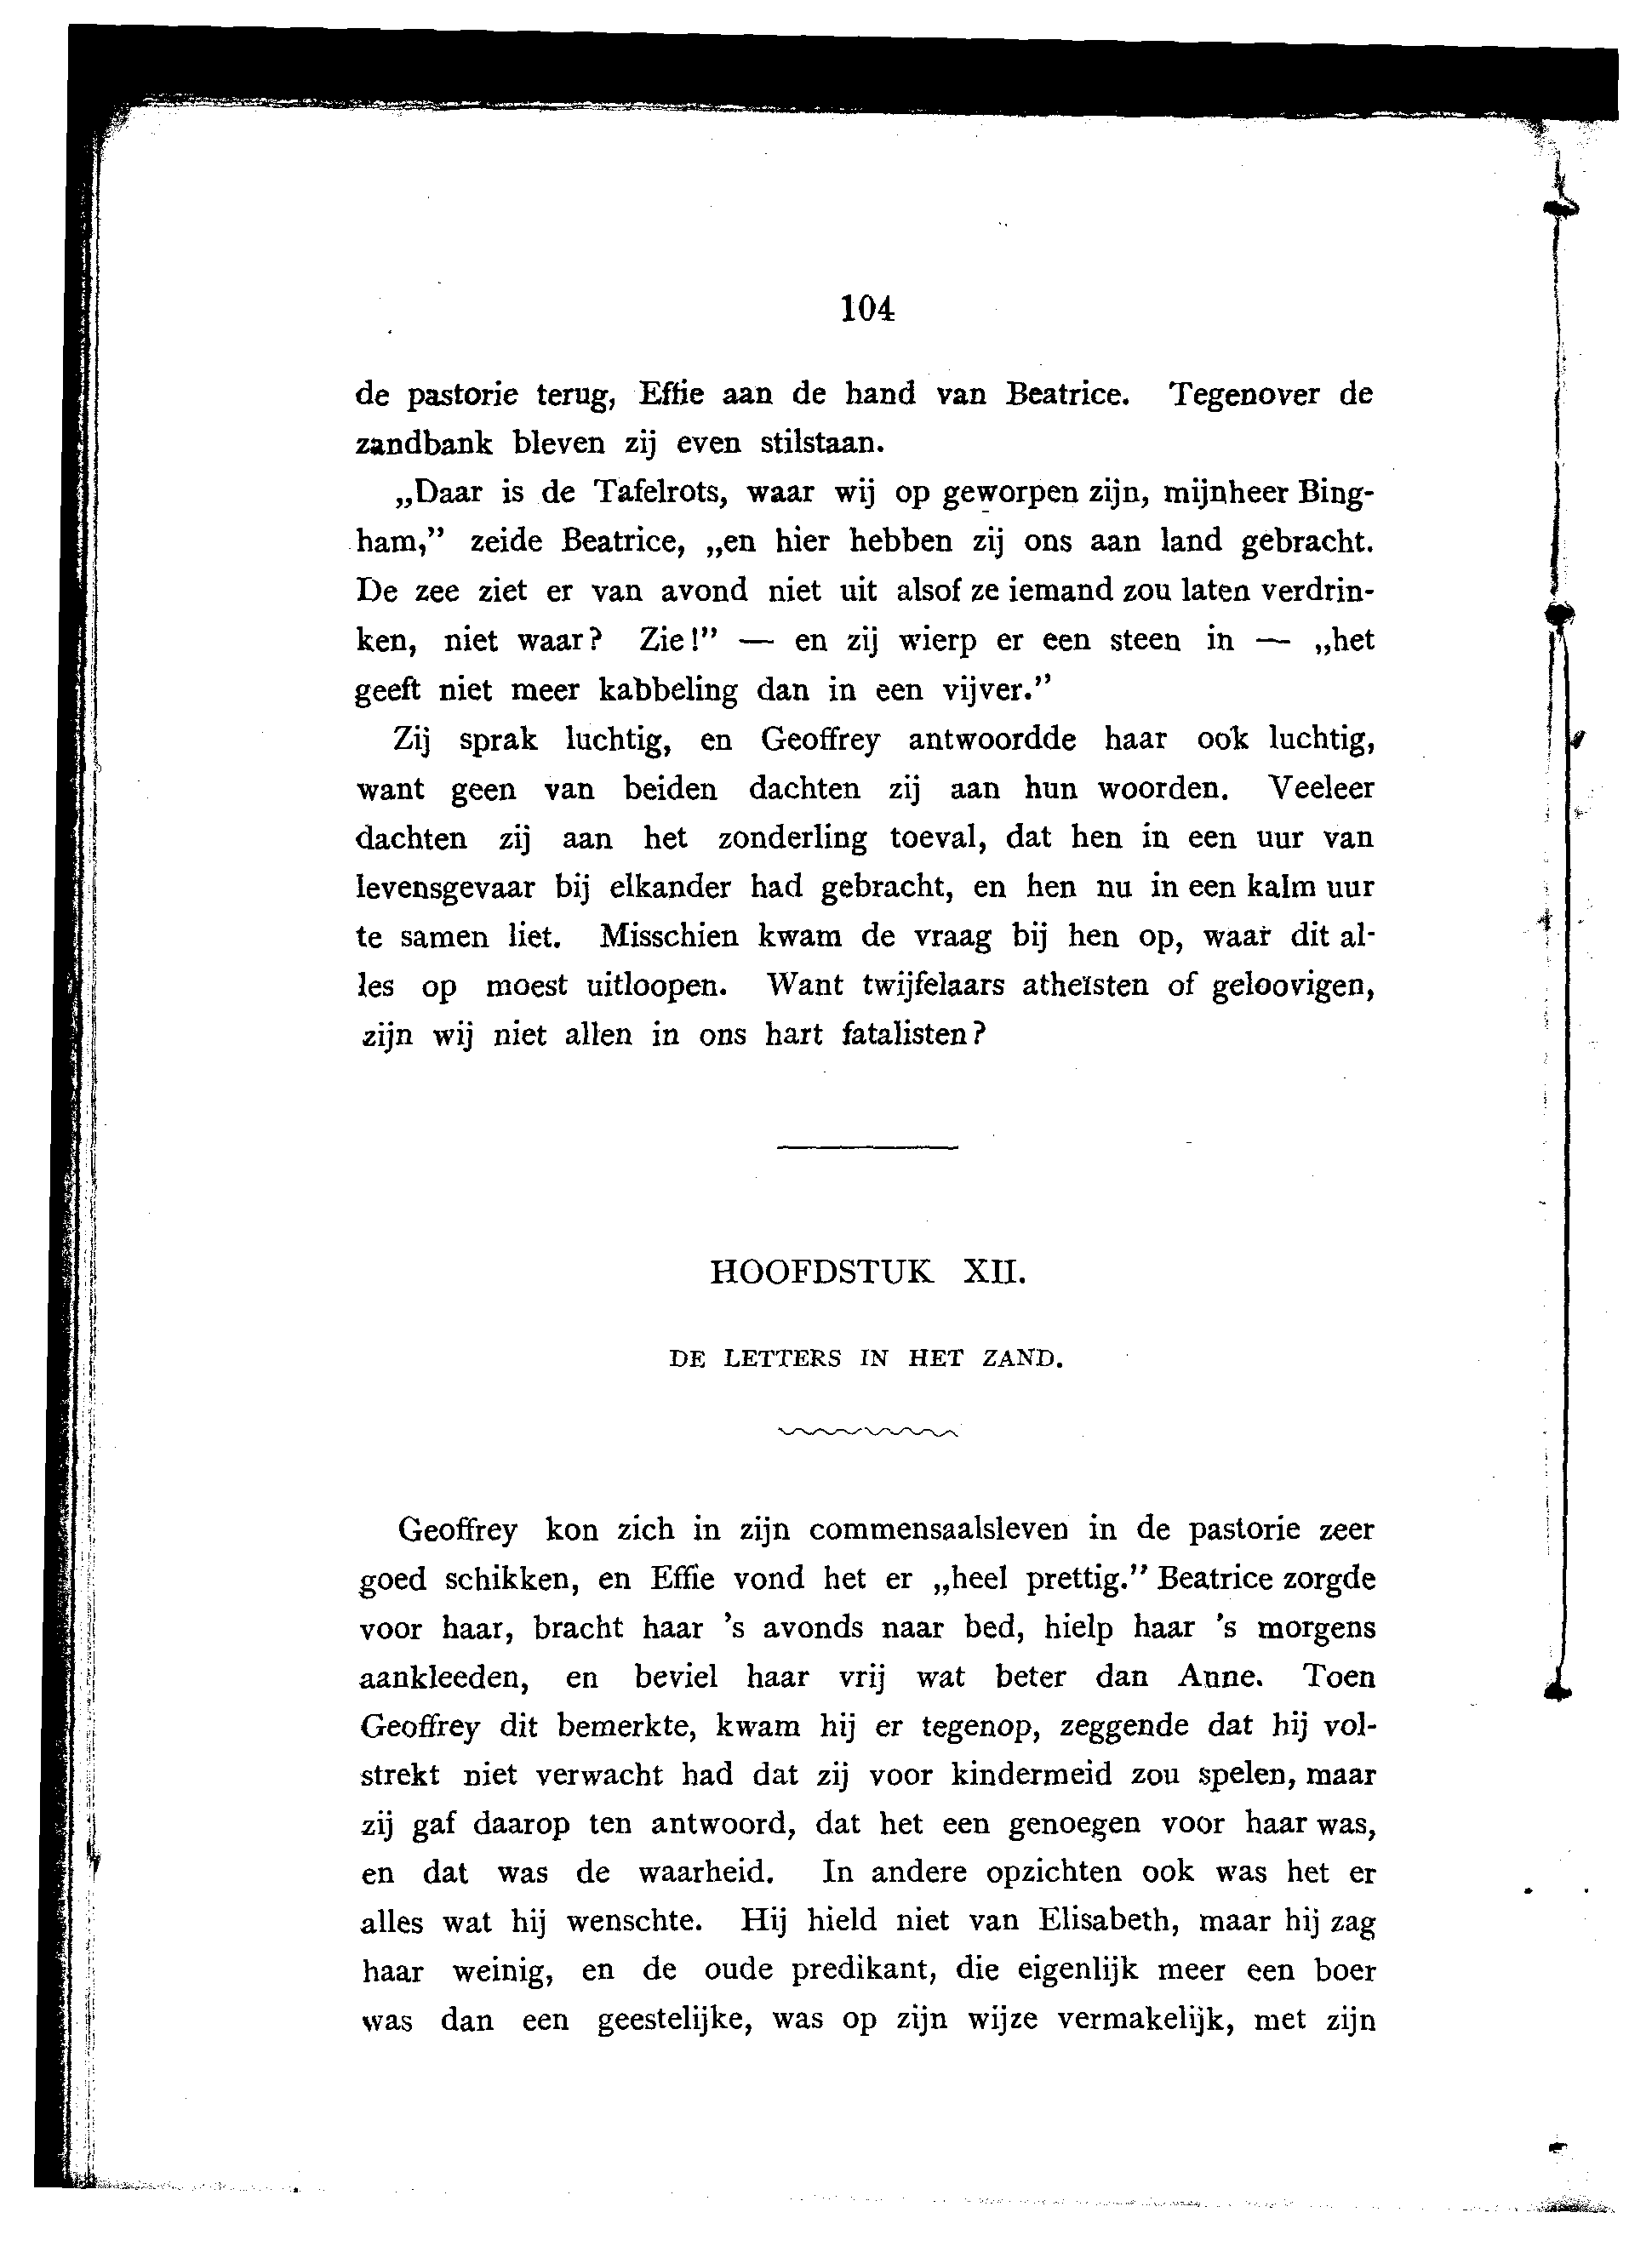 104
de pastorie terug, Effie aan de hand van Beatrice. Tegenover de
zandbank bleven zij even stilstaan.
„Daar is de Tafelrots, waar wij op geworpen zijn, mijnheer Bing-
ham,” zeide Beatrice, „en hier hebben zij ons aan land gebracht.
De zee ziet er van avond niet uit alsof ze iemand zou laten verdrin-
ken, niet waar? Zie!” — en zij wierp er een steen in — „het
geeft niet meer kabbeling dan in een vijver.”
Zij sprak luchtig, en Geoffrey antwoordde haar ook luchtig,
want geen van beiden dachten zij aan hun woorden. Veeleer
dachten zij aan het zonderling toeval, dat hen in een uur van
levensgevaar bij elkander had gebracht, en hen nu in een kalm uur
te samen liet. Misschien kwam de vraag bij hen op, waar dit al-
les op moest uitloopen. Want twijfelaars atheïsten of geloovigen,
zijn wij niet allen in ons hart fatalisten?
HOOFDSTUK XII.
DE LETTERS IN HET ZAND.
Geoffrey kon zich in zijn commensaalsleven in de pastorie zeer
goed schikken, en Effie vond het er „heel prettig.” Beatrice zorgde
voor haar, bracht haar 's avonds naar bed, hielp haar 's morgens
aankleeden, en beviel haar vrij wat beter dan Anne. Toen
Geoffrey dit bemerkte, kwam hij er tegenop, zeggende dat hij vol-
strekt niet verwacht had dat zij voor kindermeid zou spelen, maar
zij gaf daarop ten antwoord, dat het een genoegen voor haar was,
en dat was de waarheid. In andere opzichten ook was het er
alles wat hij wenschte. Hij hield niet van Elisabeth, maar hij zag
haar weinig, en de oude predikant, die eigenlijk meer een boer
was dan een geestelijke, was op zijn wijze vermakelijk, met zijn